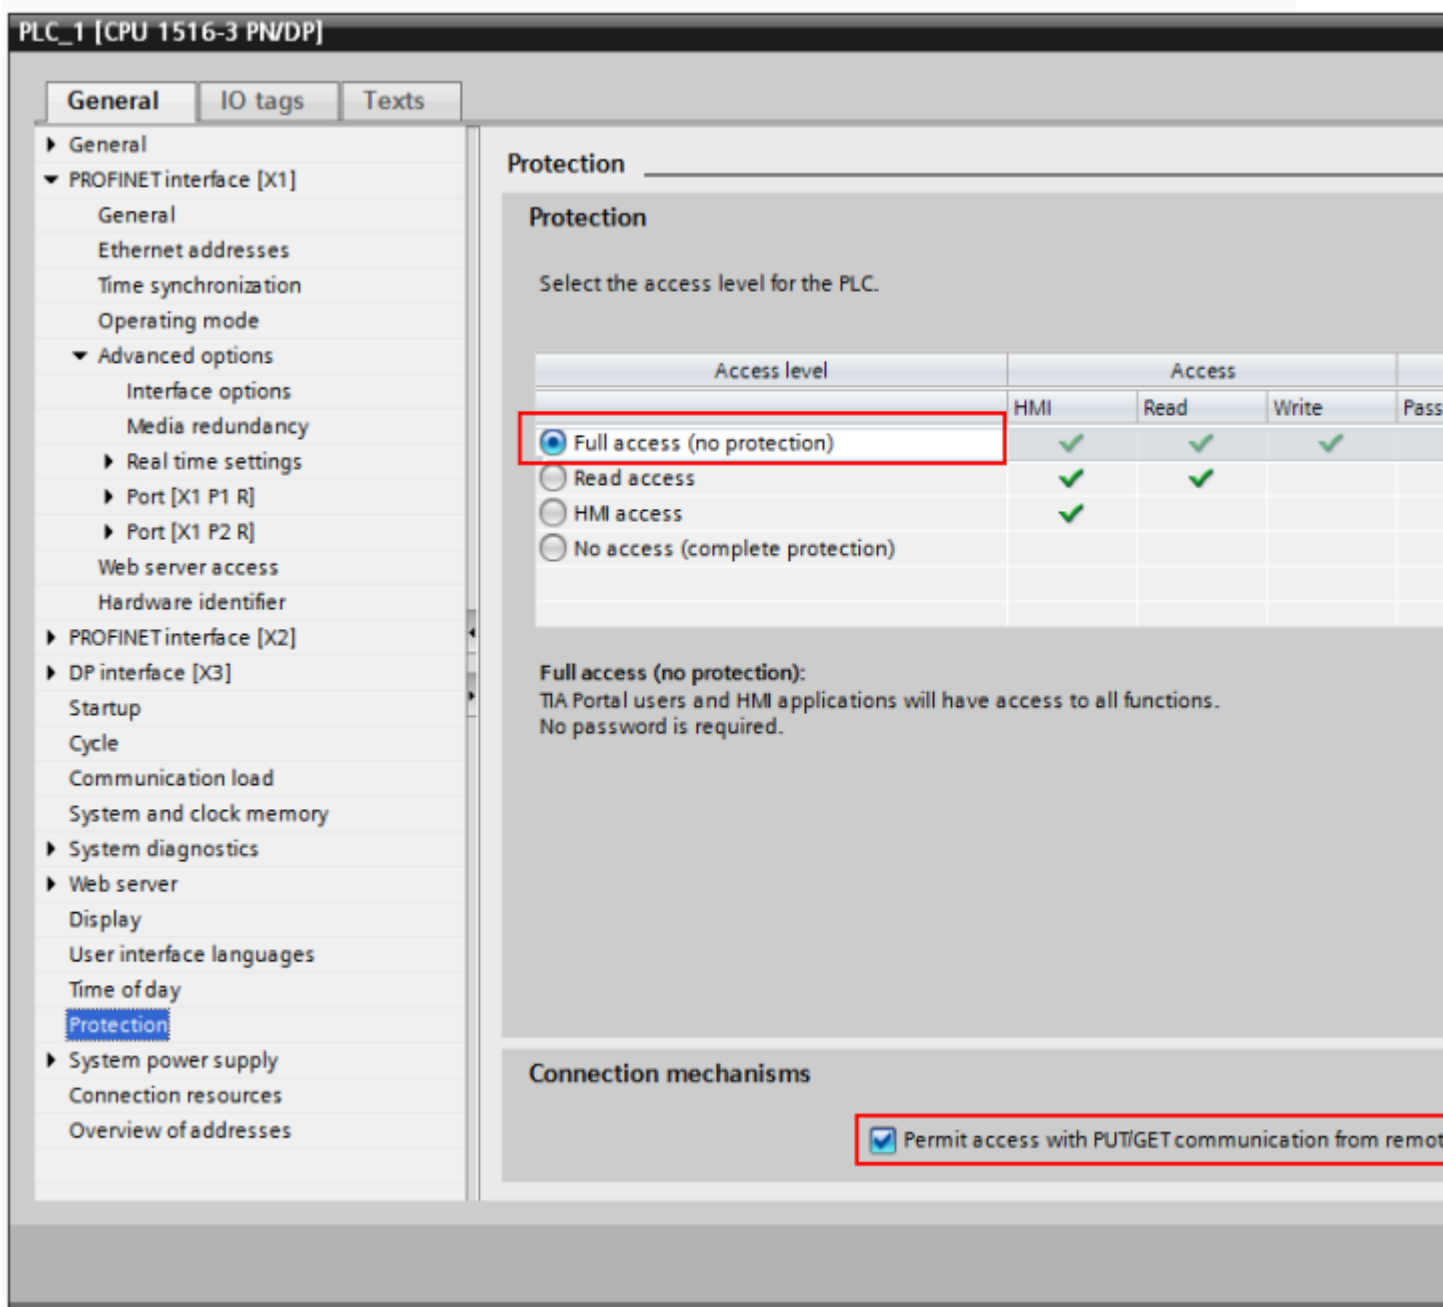 PLC_1 [CPU 1516-3 PN/DP]
General IO tags Texts
General
PROFINET interface [X1]
General
Ethernet addresses
Time synchronization
Operating mode
Advanced options
Interface options
Media redundancy
Real time settings
Port [X1 P1 R]
Port [X1 P2 R]
Web server access
Hardware identifier
PROFINET interface [X2]
DP interface [X3]
Startup
Cycle
Communication load
System and clock memory
System diagnostics
Web server
Display
User interface languages
Time of day
Protection
System power supply
Connection resources
Overview of addresses
Protection
Protection
Select the access level for the PLC.
Access level Access
HMI Read Write Pass
Full access (no protection)
Read access
HMI access
No access (complete protection)
Full access (no protection):
TIA Portal users and HMI applications will have access to all functions.
No password is required.
Connection mechanisms
Permit access with PUT/GET communication from remot